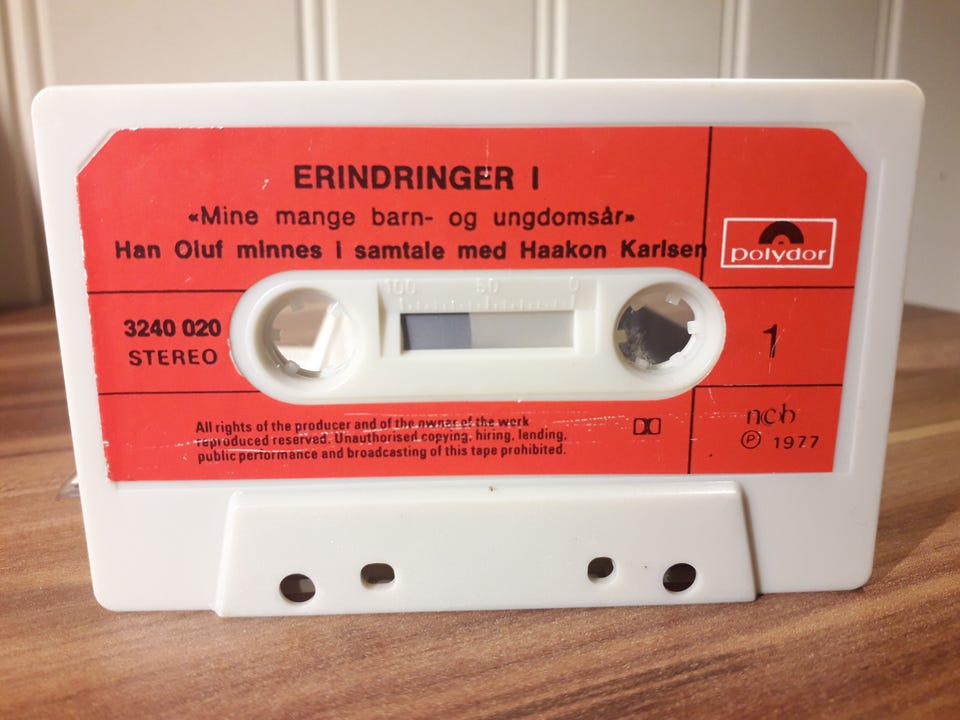 ERINDRINGER I
«Mine mange barn- og ungdomsår»
Han Oluf minnes i samtale med Haakon Karlsen
polydor
100 50 0
3240 020
STEREO
1
All rights of the producer and of the owner of the work
reproduced reserved. Unauthorised copying, hiring, lending,
public performance and broadcasting of this tape prohibited.
ncb
℗ 1977